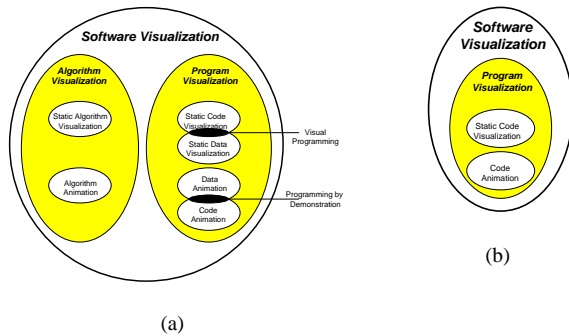 Software Visualization
Algorithm
Visualization
Static Algorithm
Visualization
Algorithm
Animation
Program
Visualization
Static Code
Visualization
Static Data
Visualization
Data
Animation
Code
Animation
Visual
Programming
Programming by
Demonstration
(a)
Software
Visualization
Program
Visualization
Static Code
Visualization
Code
Animation
(b)